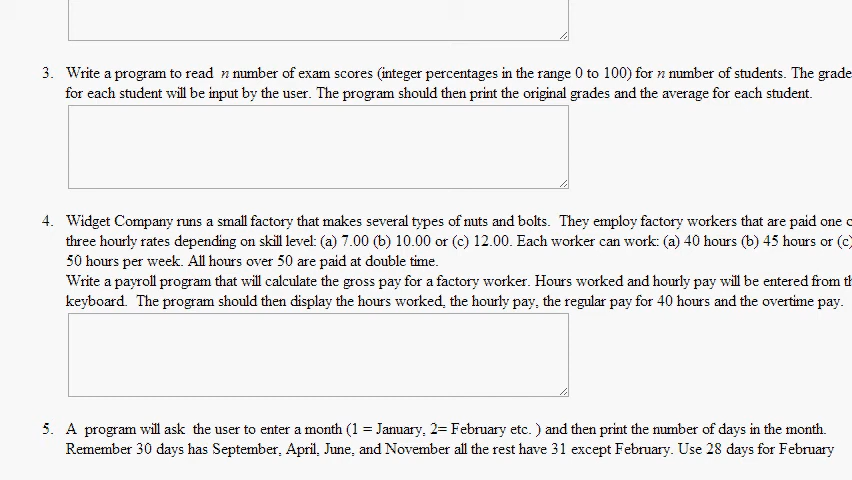 3. Write a program to read n number of exam scores (integer percentages in the range 0 to 100) for n number of students. The grade
for each student will be input by the user. The program should then print the original grades and the average for each student.
4. Widget Company runs a small factory that makes several types of nuts and bolts. They employ factory workers that are paid one
three hourly rates depending on skill level: (a) 7.00 (b) 10.00 or (c) 12.00. Each worker can work: (a) 40 hours (b) 45 hours or (c)
50 hours per week. All hours over 50 are paid at double time.
Write a payroll program that will calculate the gross pay for a factory worker. Hours worked and hourly pay will be entered from
keyboard. The program should then display the hours worked, the hourly pay, the regular pay for 40 hours and the overtime pay.
5. A program will ask the user to enter a month (1 = January, 2= February etc. ) and then print the number of days in the month.
Remember 30 days has September, April, June, and November all the rest have 31 except February. Use 28 days for February